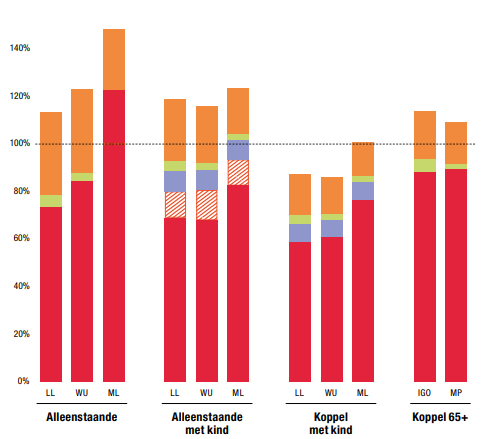 140%
120%
100%
80%
60%
40%
20%
0%
LL WU ML LL WU ML LL WU ML IGO MP
Alleenstaande Alleenstaande Koppel Koppel 65+
met kind met kind